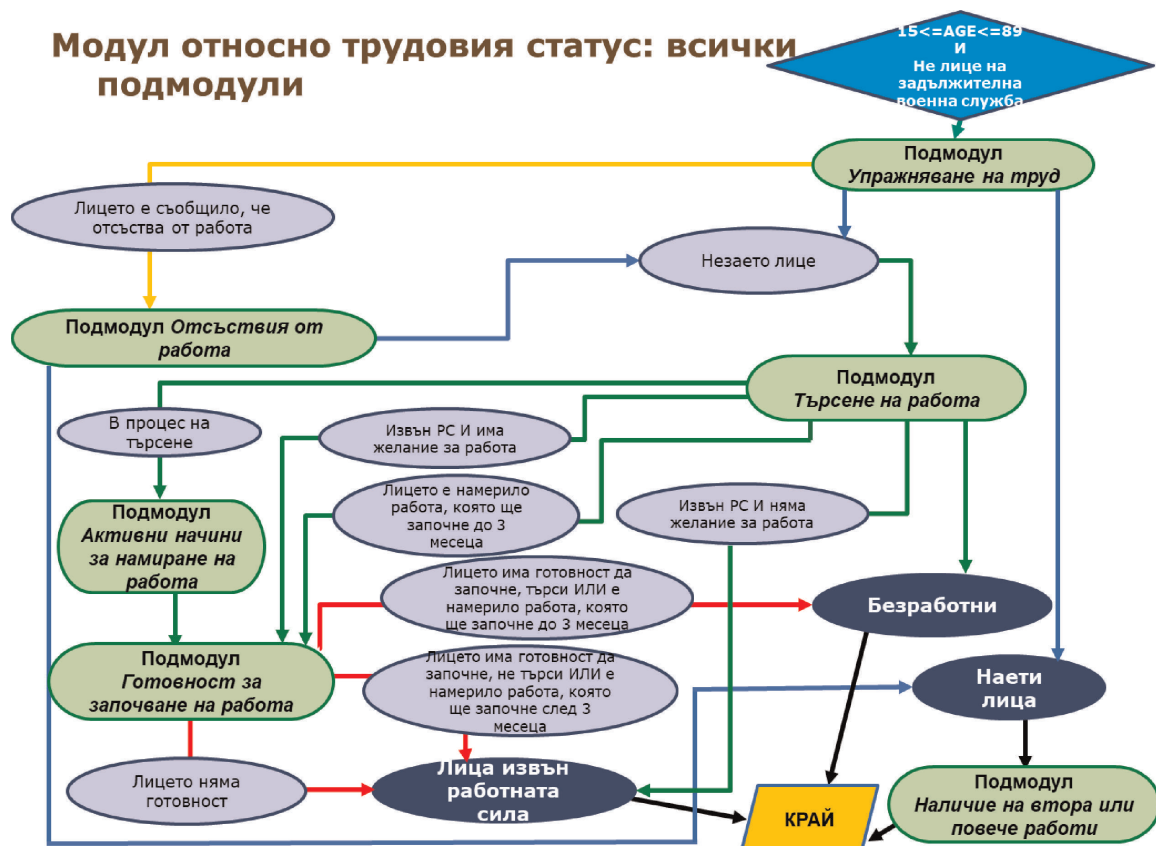 Модул относно трудовия статус: всички
подмодули
15<=AGE<=89
И
Не лице на
задължителна
военна служба
Подмодул
Упражняване на труд
Лицето е съобщило, че
отсъства от работа
Незаето лице
Подмодул Отсъствия от
работа
Подмодул
Търсене на работа
В процес на
търсене
Извън РС И има
желание за работа
Лицето е намерило
работа, която ще
започне до 3
месеца
Извън РС И няма
желание за работа
Подмодул
Активни начини
за намиране на
работа
Лицето има готовност да
започне, търси ИЛИ е
намерило работа, която
ще започне до 3 месеца
Безработни
Подмодул
Готовност за
започване на работа
Лицето има готовност да
започне, не търси ИЛИ е
намерило работа, която
ще започне след 3
месеца
Наети
лица
Лицето няма
готовност
Лица извън
работната
сила
КРАЙ
Подмодул
Наличие на втора или
повече работи